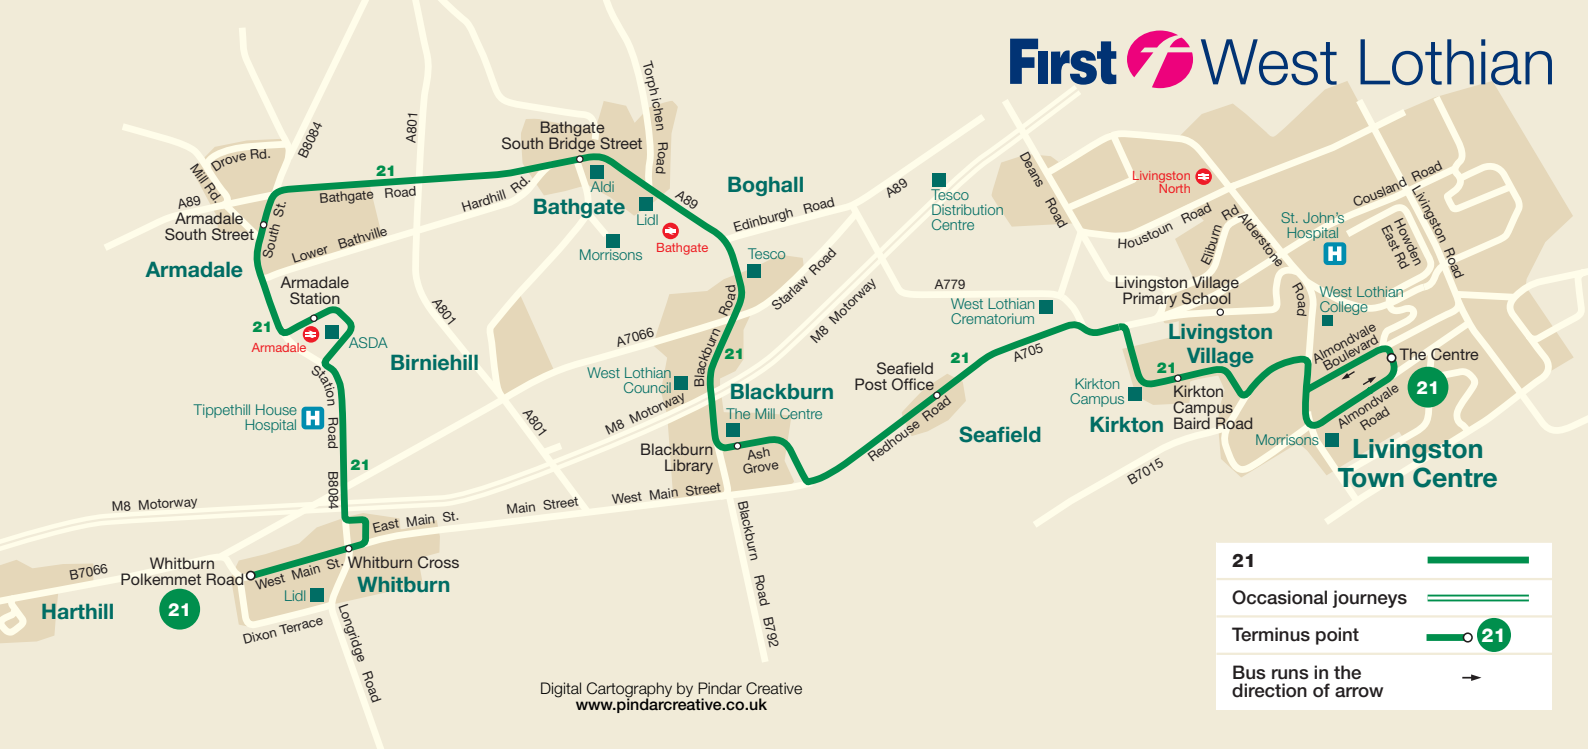 First West Lothian
Torphichen Road
B8084
A801
Drove Rd.
Mill Rd.
Bathgate
South Bridge Street
21
Bathgate Road
Hardhill Rd.
A89
Armadale
South Street
South St.
Lower Bathville
Armadale
Aldi
Bathgate
Lidl
A89
Bathgate
Morrisons
Boghall
Edinburgh Road
A89
Tesco
Distribution
Centre
Tesco
Starlaw Road
M8 Motorway
Deans Road
Livingston
North
Houstoun Road
Eliburn Rd
Alderstone Road
St. John's
Hospital
H
Cousland Road
Livingston Road
Howden
East Rd
Armadale
Station
21
Armadale
ASDA
Birniehill
A801
A801
A7066
Blackburn Road
21
A779
West Lothian
Crematorium
Livingston Village
Primary School
Livingston
Village
West Lothian
College
Almondvale
Boulevard
The Centre
21
Almondvale
Road
Morrisons
Livingston
Town Centre
Station Road
Tippethill House
Hospital
H
21
B8084
West Lothian
Council
M8 Motorway
Blackburn
The Mill Centre
Blackburn
Library
Ash
Grove
Seafield
Post Office
21
A705
Redhouse Road
Seafield
Kirkton
Campus
21
Kirkton
Kirkton
Campus
Baird Road
B7015
M8 Motorway
East Main St.
Main Street
West Main Street
Blackburn Road B792
B7066
Whitburn
Polkemmet Road
West Main St.
Whitburn Cross
Whitburn
Harthill
21
Lidl
Dixon Terrace
Longridge Road
Digital Cartography by Pindar Creative
www.pindarcreative.co.uk
21
Occasional journeys
Terminus point
21
Bus runs in the
direction of arrow